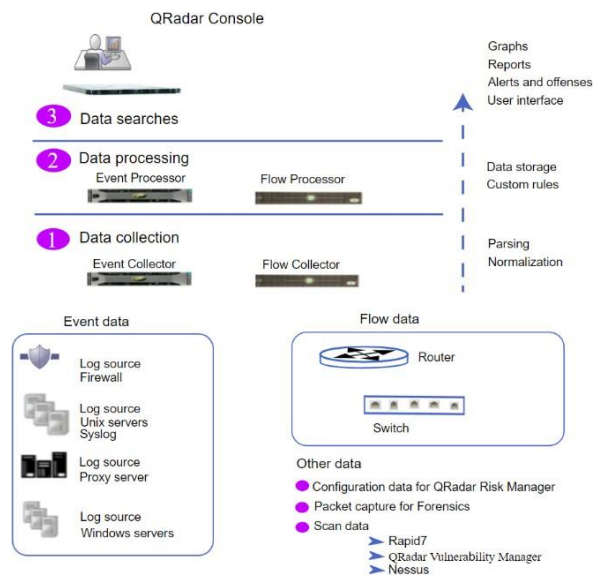 QRadar Console
Graphs
Reports
Alerts and offenses
User interface
3 Data searches
2 Data processing
Event Processor
Flow Processor
Data storage
Custom rules
1 Data collection
Event Collector
Flow Collector
Parsing
Normalization
Event data
Log source
Firewall
Log source
Unix servers
Syslog
Log source
Proxy server
Log source
Windows servers
Flow data
Router
Switch
Other data
Configuration data for QRadar Risk Manager
Packet capture for Forensics
Scan data
Rapid7
QRadar Vulnerability Manager
Nessus